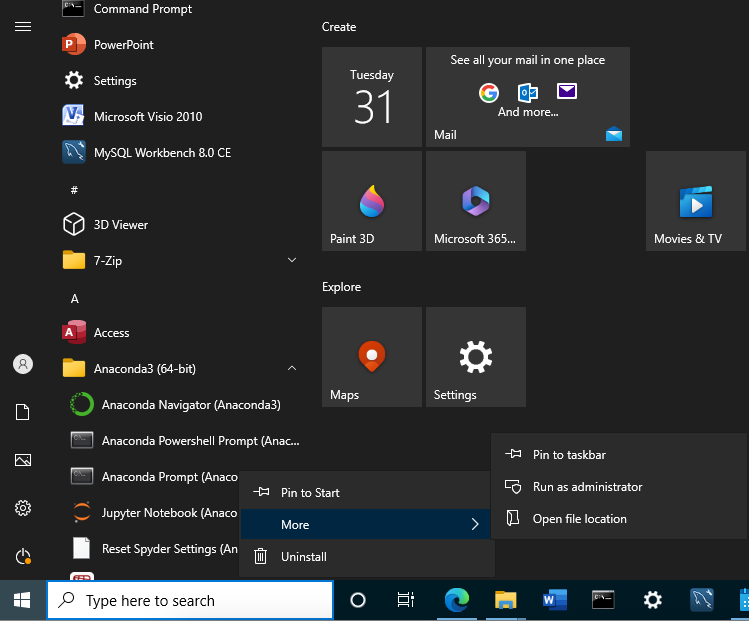 Command Prompt
PowerPoint
Settings
Microsoft Visio 2010
MySQL Workbench 8.0 CE
#
3D Viewer
7-Zip
A
Access
Anaconda3 (64-bit)
Anaconda Navigator (Anaconda3)
Anaconda Powershell Prompt (Anac...
Anaconda Prompt (Anaco
Jupyter Notebook (Anaco
Reset Spyder Settings (An
Create
Tuesday
31
See all your mail in one place
And more...
Mail
Paint 3D
Microsoft 365...
Movies & TV
Explore
Maps
Settings
Pin to Start
More
Uninstall
Pin to taskbar
Run as administrator
Open file location
Type here to search